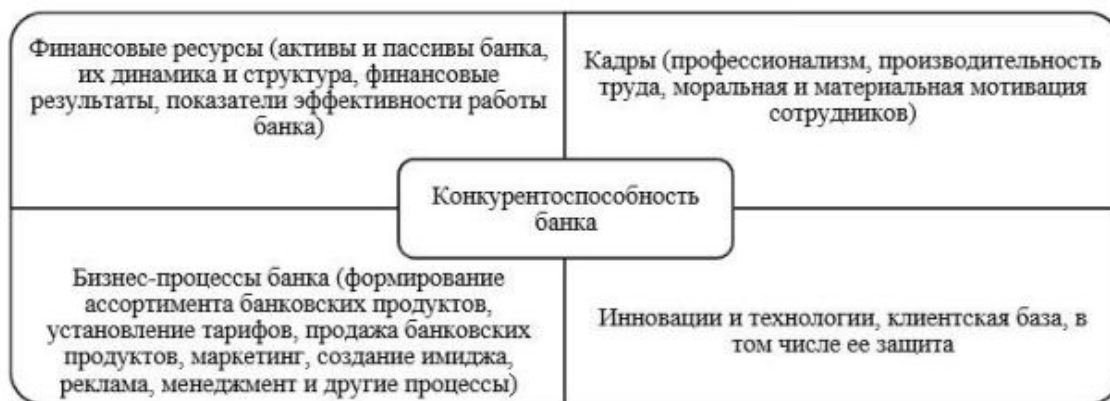 Финансовые ресурсы (активы и пассивы банка,
их динамика и структура, финансовые
результаты, показатели эффективности работы
банка)
Кадры (профессионализм, производительность
труда, моральная и материальная мотивация
сотрудников)
Конкурентоспособность
банка
Бизнес-процессы банка (формирование
ассортимента банковских продуктов,
установление тарифов, продажа банковских
продуктов, маркетинг, создание имиджа,
реклама, менеджмент и другие процессы)
Инновации и технологии, клиентская база, в
том числе ее защита